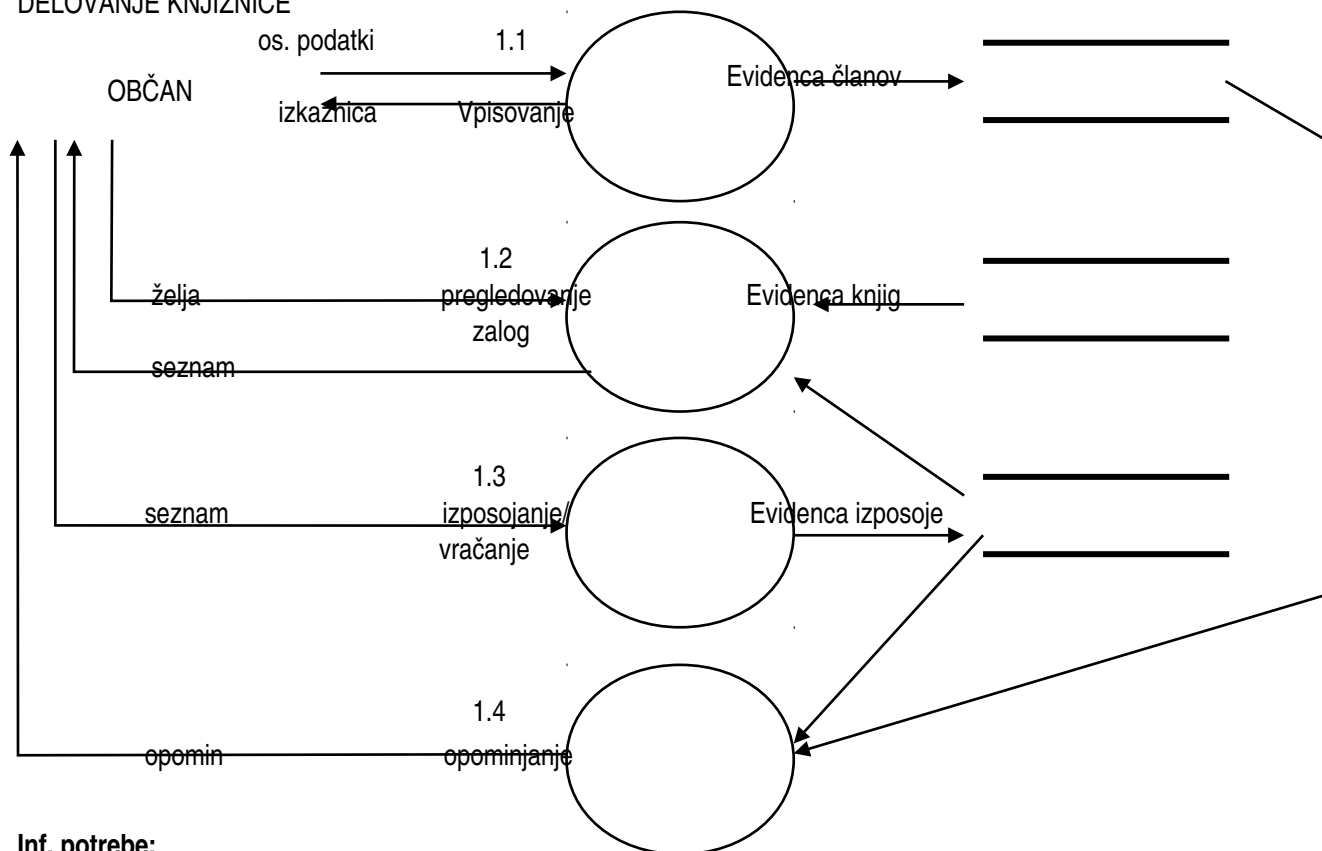 DELOVANJE KNJIŽNICE
os. podatki 1.1
Evidenca članov
OBČAN
izkaznica Vpisovanje
1.2
želja pregledovanje Evidenca knjig
zalog
seznam
1.3
seznam izposojanje/ Evidenca izposoje
vračanje
1.4
opomin opominjanje
Inf. potrebe: